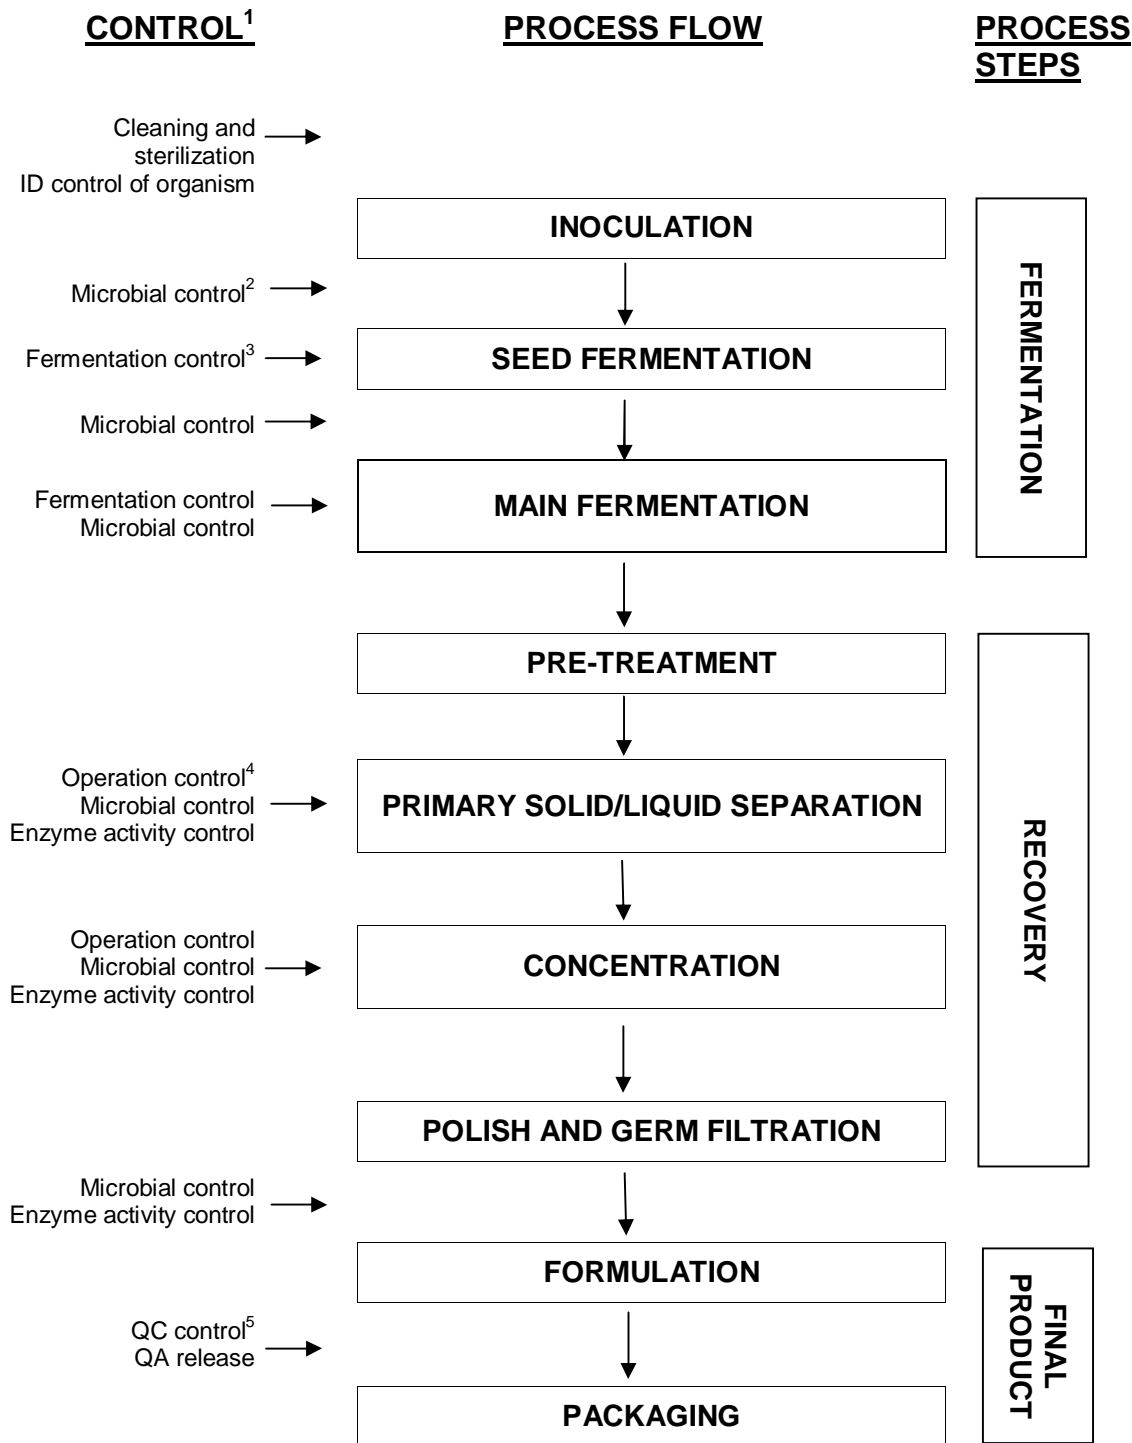 CONTROL¹
PROCESS FLOW
PROCESS
STEPS
Cleaning and
sterilization
ID control of organism
INOCULATION
Microbial control²
Fermentation control³
SEED FERMENTATION
Microbial control
Fermentation control
Microbial control
MAIN FERMENTATION
FERMENTATION
PRE-TREATMENT
Operation control⁴
Microbial control
Enzyme activity control
PRIMARY SOLID/LIQUID SEPARATION
Operation control
Microbial control
Enzyme activity control
CONCENTRATION
POLISH AND GERM FILTRATION
RECOVERY
Microbial control
Enzyme activity control
FORMULATION
QC control⁵
QA release
PACKAGING
FINAL
PRODUCT